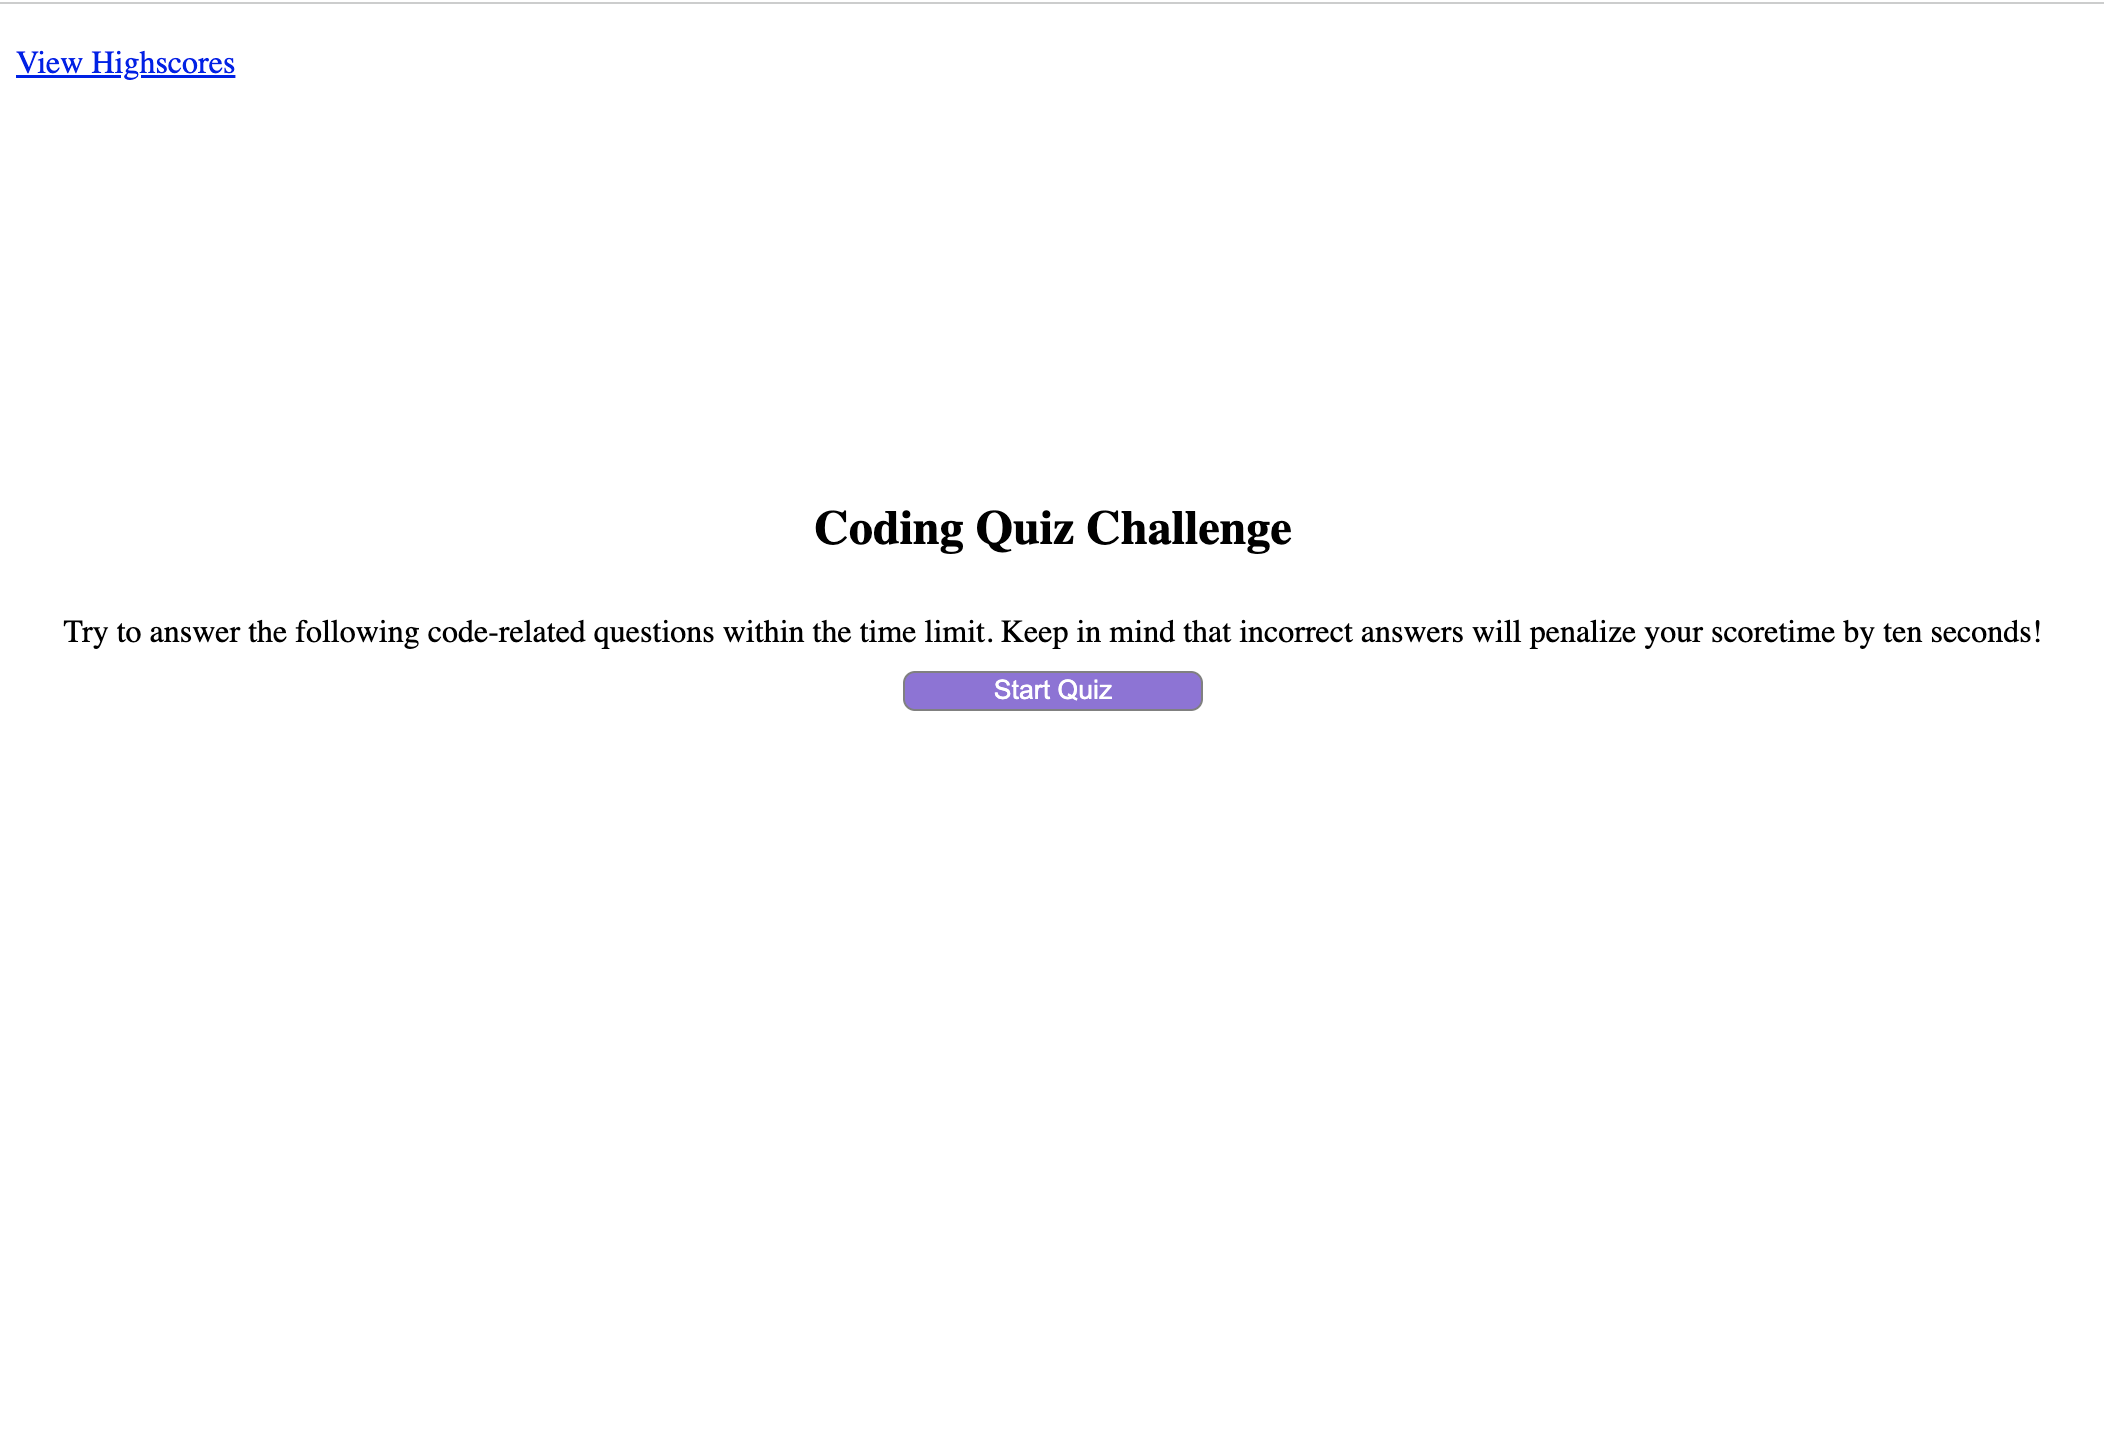 View Highscores
Coding Quiz Challenge
Try to answer the following code-related questions within the time limit. Keep in mind that incorrect answers will penalize your scoretime by ten seconds!
Start Quiz